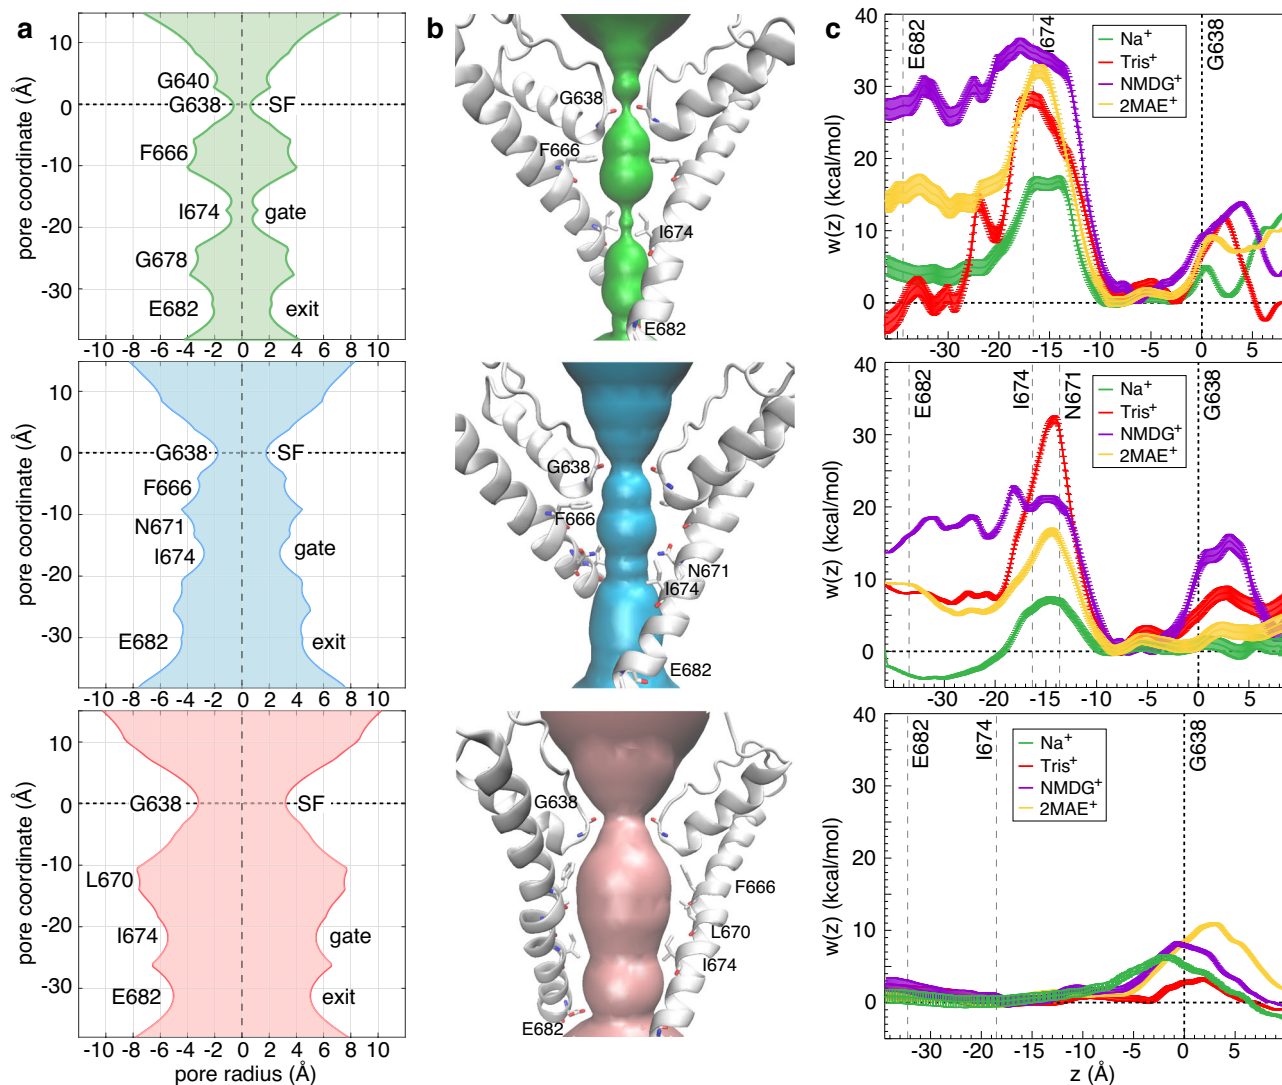 a
pore coordinate (Å)
10
0
-10
-20
-30
G640
G638
SF
F666
I674
gate
G678
E682
exit
-10 -8 -6 -4 -2 0 2 4 6 8 10
pore coordinate (Å)
10
0
-10
-20
-30
G638
SF
F666
N671
I674
gate
E682
exit
-10 -8 -6 -4 -2 0 2 4 6 8 10
pore coordinate (Å)
10
0
-10
-20
-30
G638
SF
L670
I674
gate
E682
exit
-10 -8 -6 -4 -2 0 2 4 6 8 10
pore radius (Å)
b
G638
F666
I674
E682
G638
F666
N671
I674
E682
G638
F666
L670
I674
E682
c
w(z) (kcal/mol)
40
30
20
10
0
E682
I674
G638
Na+
Tris+
NMDG+
2MAE+
-30 -25 -20 -15 -10 -5 0 5
w(z) (kcal/mol)
40
30
20
10
0
E682
I674
N671
G638
Na+
Tris+
NMDG+
2MAE+
-30 -25 -20 -15 -10 -5 0 5
w(z) (kcal/mol)
40
30
20
10
0
E682
I674
G638
Na+
Tris+
NMDG+
2MAE+
-30 -25 -20 -15 -10 -5 0 5
z (Å)